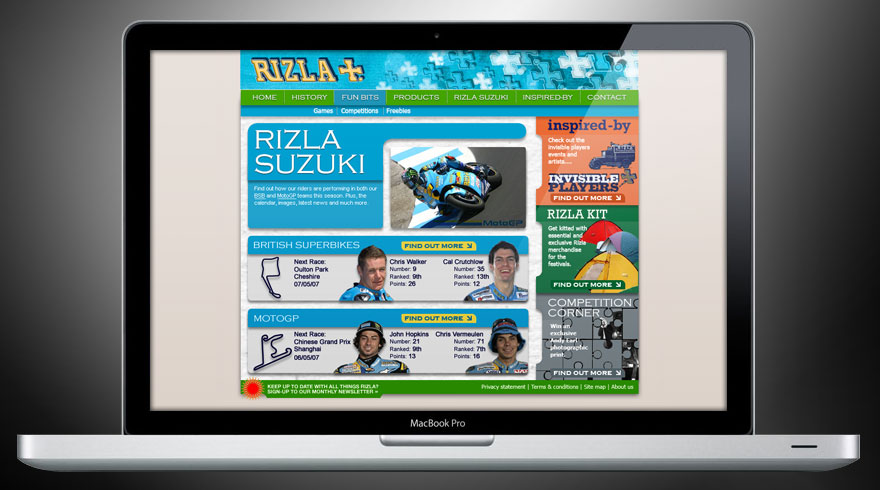 RIZLA +
HOME HISTORY FUN BITS PRODUCTS RIZLA SUZUKI INSPIRED-BY CONTACT
Games Competitions Freebies
RIZLA
SUZUKI
Find out how our riders are performing in both our
BSB and MotoGP teams this season. Plus, the
calendar, images, latest news and much more.
MotoGP
BRITISH SUPERBIKES
FIND OUT MORE
Next Race:
Oulton Park
Cheshire
07/05/07
Chris Walker
Number: 9
Ranked: 9th
Points: 26
Cal Crutchlow
Number: 35
Ranked: 13th
Points: 12
MOTOGP
FIND OUT MORE
Next Race:
Chinese Grand Prix
Shanghai
06/05/07
John Hopkins
Number: 21
Ranked: 9th
Points: 13
Chris Vermeulen
Number: 71
Ranked: 7th
Points: 16
inspired-by
Check out the
invisible players
events and
artists....
INVISIBLE
PLAYERS
FIND OUT MORE
RIZLA KIT
Get kitted with
essential and
exclusive Rizla
merchandise
for the
festivals.
FIND OUT MORE
COMPETITION
CORNER
Win an
exclusive
Andy Earl
photographic
print.
FIND OUT MORE
KEEP UP TO DATE WITH ALL THINGS RIZLA?
SIGN-UP TO OUR MONTHLY NEWSLETTER >
Privacy statement | Terms & conditions | Site map | About us
MacBook Pro